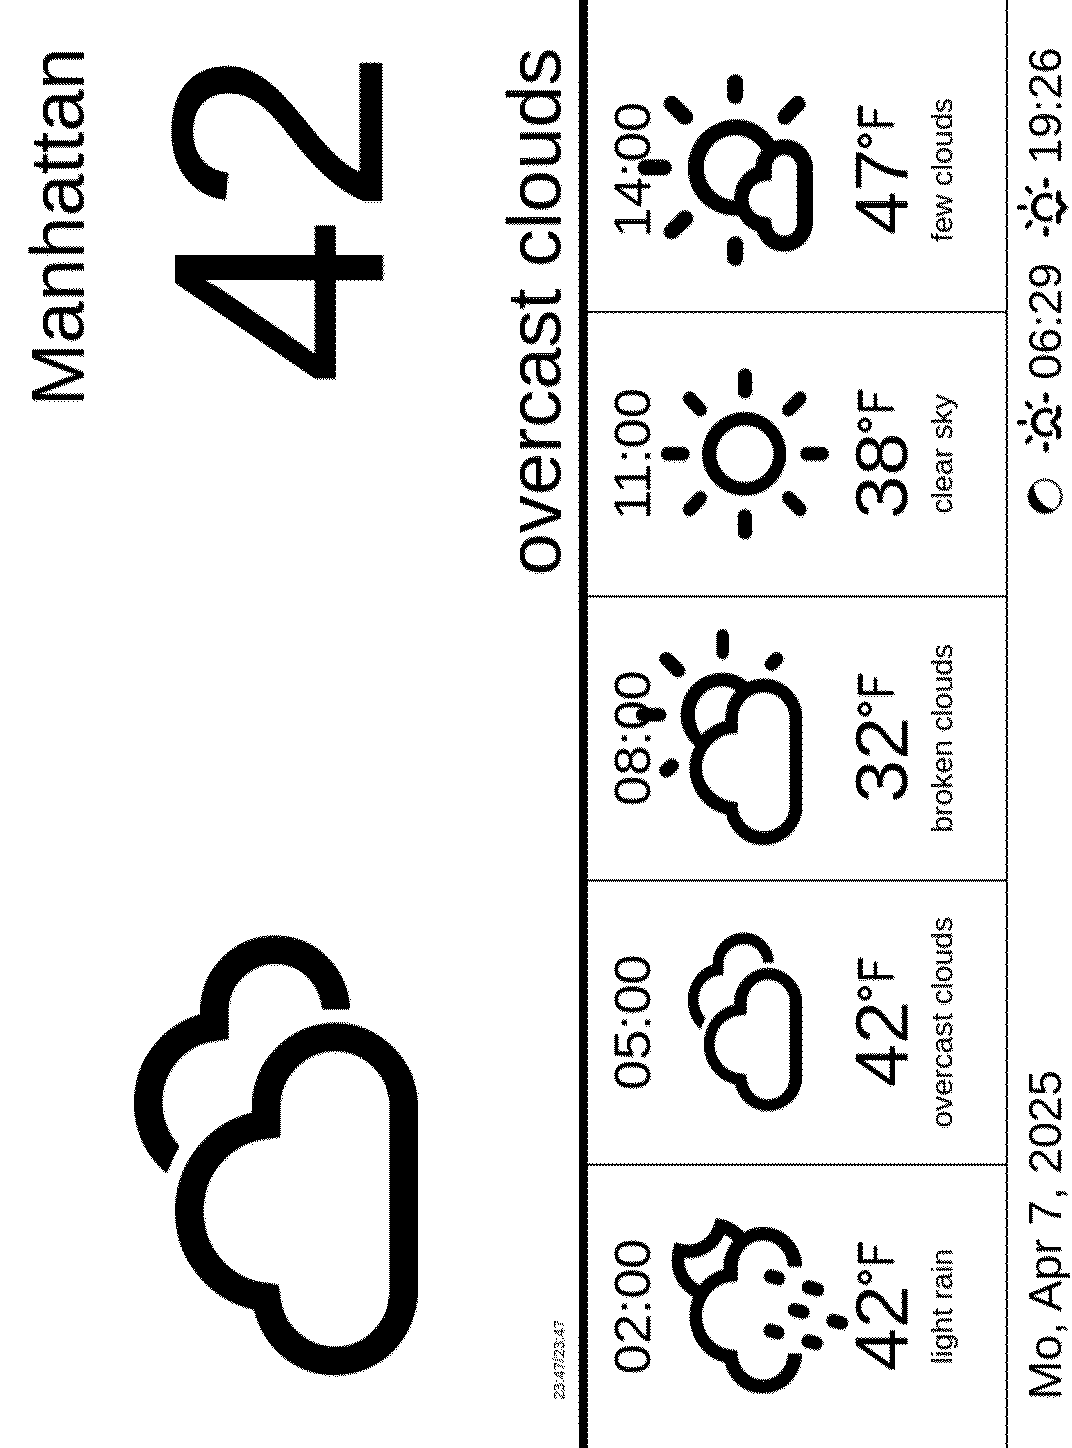 Manhattan
42
overcast clouds
23:47/23:47
02:00 05:00 08:00 11:00 14:00
42°F 42°F 32°F 38°F 47°F
light rain overcast clouds broken clouds clear sky few clouds
Mo, Apr 7, 2025 06:29 19:26